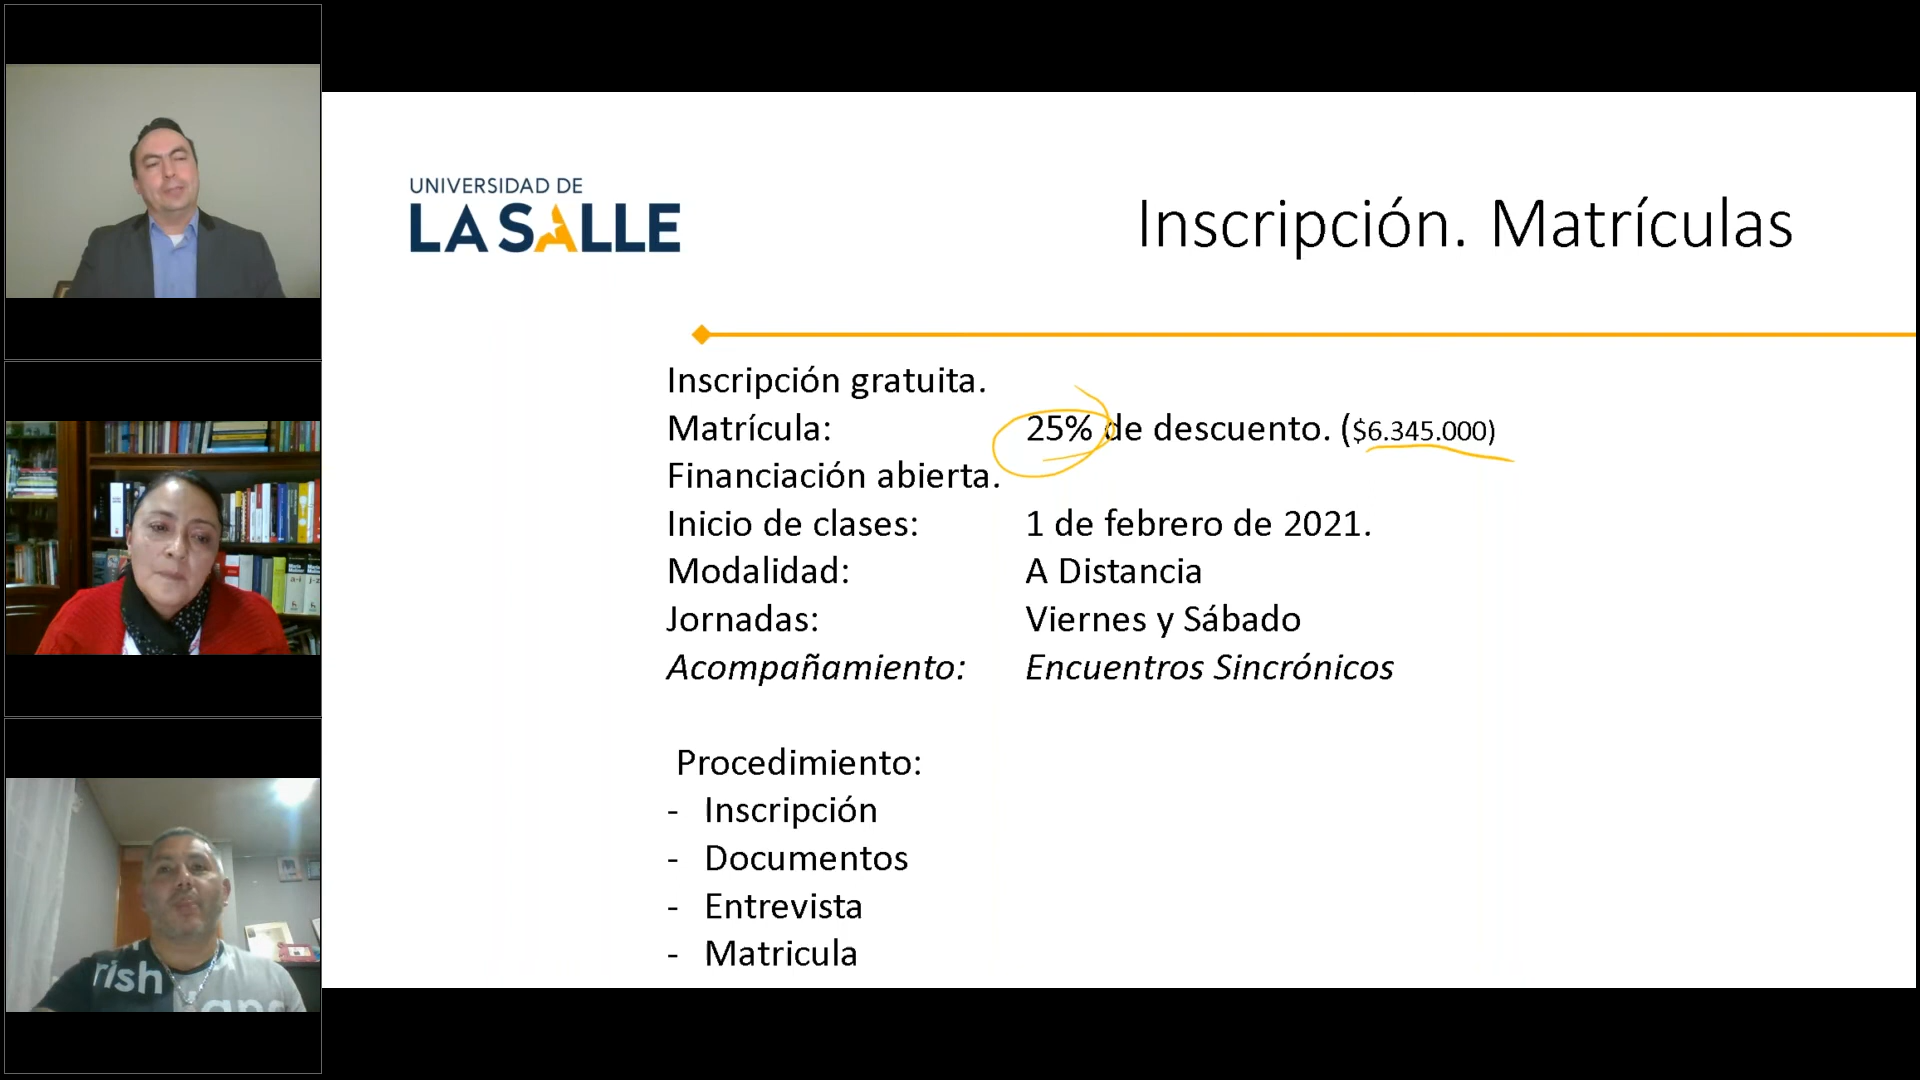 UNIVERSIDAD DE
LA SALLE
Inscripción. Matrículas
Inscripción gratuita.
Matrícula: 25% de descuento. ($6.345.000)
Financiación abierta.
Inicio de clases: 1 de febrero de 2021.
Modalidad: A Distancia
Jornadas: Viernes y Sábado
Acompañamiento: Encuentros Sincrónicos
Procedimiento:
- Inscripción
- Documentos
- Entrevista
- Matricula
rish